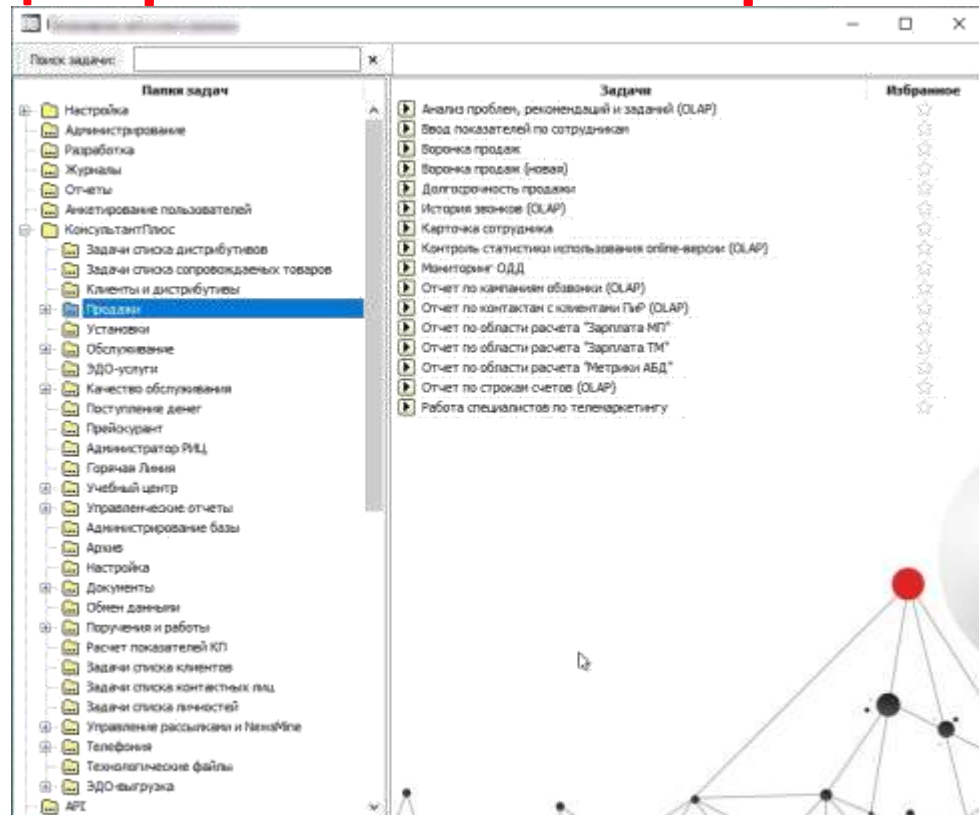 Поиск задачи:
Папки задач
Настройка
Администрирование
Разработка
Журналы
Отчеты
Анкетирование пользователей
КонсультантПлюс
Задачи списка дистрибутивов
Задачи списка сопровождаемых товаров
Клиенты и дистрибутивы
Продажи
Установки
Обслуживание
ЭДО-услуги
Качество обслуживания
Поступление денег
Прейскурант
Администратор РИЦ
Горячая Линия
Учебный центр
Управленческие отчеты
Администрирование базы
Архив
Настройка
Документы
Обмен данными
Поручения и работы
Расчет показателей КП
Задачи списка клиентов
Задачи списка контактных лиц
Задачи списка личностей
Управление рассылками и NewsMine
Телефония
Технологические файлы
ЭДО-выгрузка
API
Задачи
Избранное
Анализ проблем, рекомендаций и заданий (OLAP)
Ввод показателей по сотрудникам
Воронка продаж
Воронка продаж (новая)
Долгосрочность продажи
История звонков (OLAP)
Карточка сотрудника
Контроль статистики использования online-версии (OLAP)
Мониторинг ОДД
Отчет по кампаниям обзвонки (OLAP)
Отчет по контактам с клиентами ПиР (OLAP)
Отчет по области расчета "Зарплата МП"
Отчет по области расчета "Зарплата ТМ"
Отчет по области расчета "Метрики АБД"
Отчет по строкам счетов (OLAP)
Работа специалистов по телемаркетингу